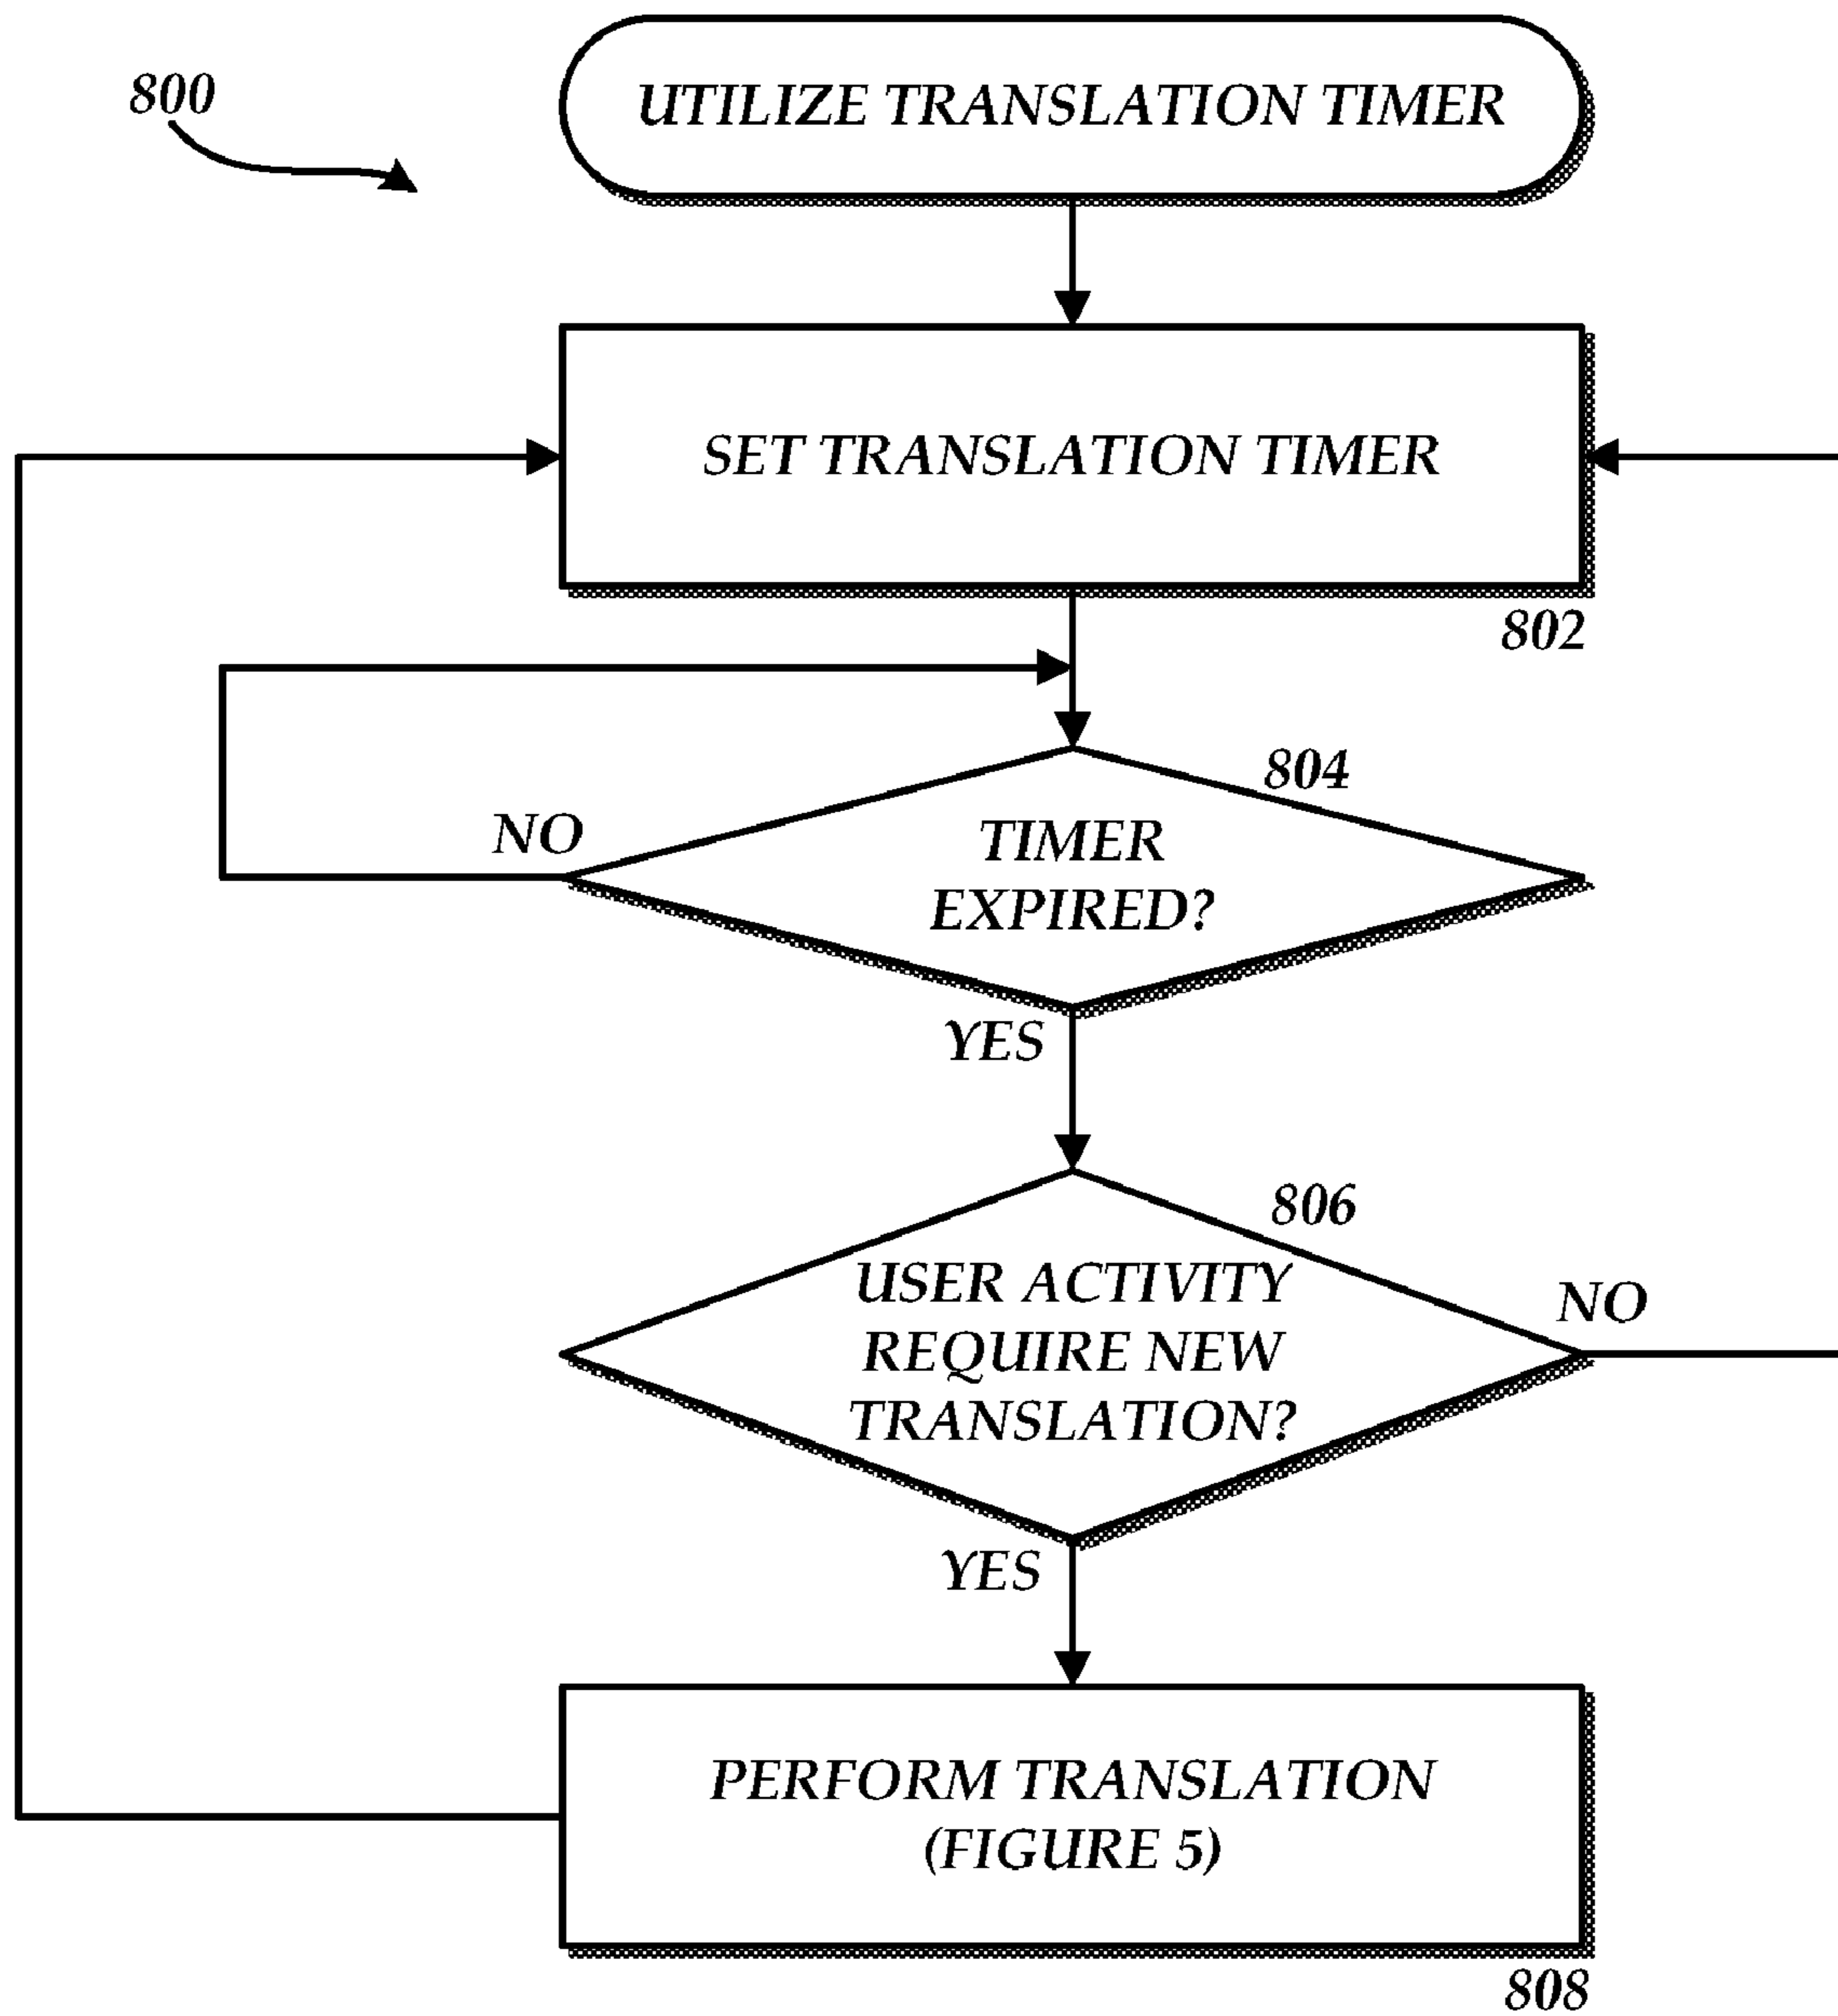 800
UTILIZE TRANSLATION TIMER
SET TRANSLATION TIMER
802
804
NO
TIMER
EXPIRED?
YES
806
USER ACTIVITY
REQUIRE NEW
TRANSLATION?
NO
YES
PERFORM TRANSLATION
(FIGURE 5)
808